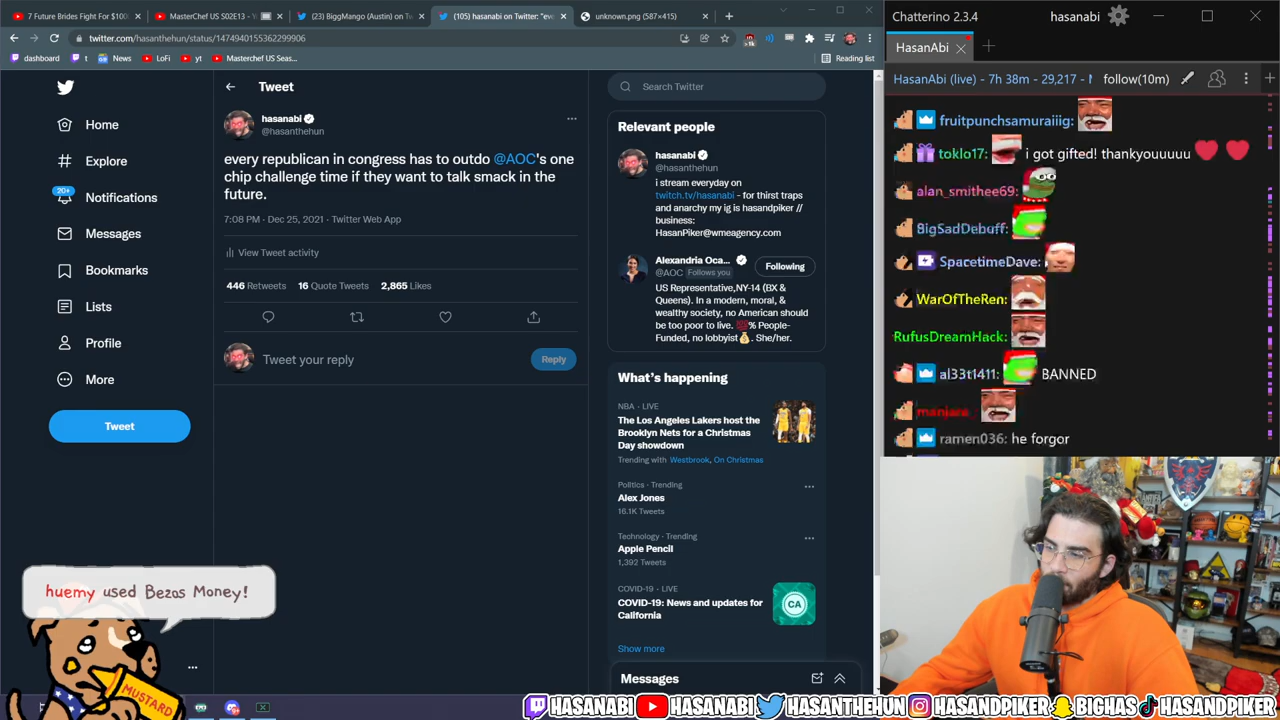 7 Future Brides Fight For $100
MasterChef US S02E13 -
(23) BiggMango (Austin) on Tw
(105) hasanabi on Twitter: "eve
unknown.png (587×415)
twitter.com/hasanthehun/status/1474940155362299906
dashboard
t
News
LoFi
yt
Masterchef US Seas...
Reading list
Home
Explore
20+
Notifications
Messages
Bookmarks
Lists
Profile
More
Tweet
Tweet
hasanabi
@hasanthehun
every republican in congress has to outdo @AOC's one
chip challenge time if they want to talk smack in the
future.
7:08 PM · Dec 25, 2021 · Twitter Web App
View Tweet activity
446 Retweets 16 Quote Tweets 2,865 Likes
Tweet your reply
Reply
Search Twitter
Relevant people
hasanabi
@hasanthehun
i stream everyday on
twitch.tv/hasanabi - for thirst traps
and anarchy my ig is hasandpiker //
business:
HasanPiker@wmeagency.com
Alexandria Oca...
@AOC Follows you
Following
US Representative,NY-14 (BX &
Queens). In a modern, moral, &
wealthy society, no American should
be too poor to live. 💯% People-
Funded, no lobbyist💰. She/her.
What's happening
NBA · LIVE
The Los Angeles Lakers host the
Brooklyn Nets for a Christmas
Day showdown
Trending with Westbrook, On Christmas
Politics · Trending
Alex Jones
16.1K Tweets
Technology · Trending
Apple Pencil
1,392 Tweets
COVID-19 · LIVE
COVID-19: News and updates for
California
CA
Show more
Messages
Chatterino 2.3.4
hasanabi
HasanAbi
HasanAbi (live) - 7h 38m - 29,217 -
follow(10m)
fruitpunchsamuraiiig:
toklo17: i got gifted! thankyouuuuu
alan_smithee69:
BigSadDebuff:
SpacetimeDave:
WarOfTheRen:
RufusDreamHack:
al33t1411: BANNED
ramen036: he forgor
huemy used Bezos Money!
MUSTARD
HASANABI
HASANABI
HASANTHEHUN
HASANDPIKER
BIGHAS
HASANDPIKER